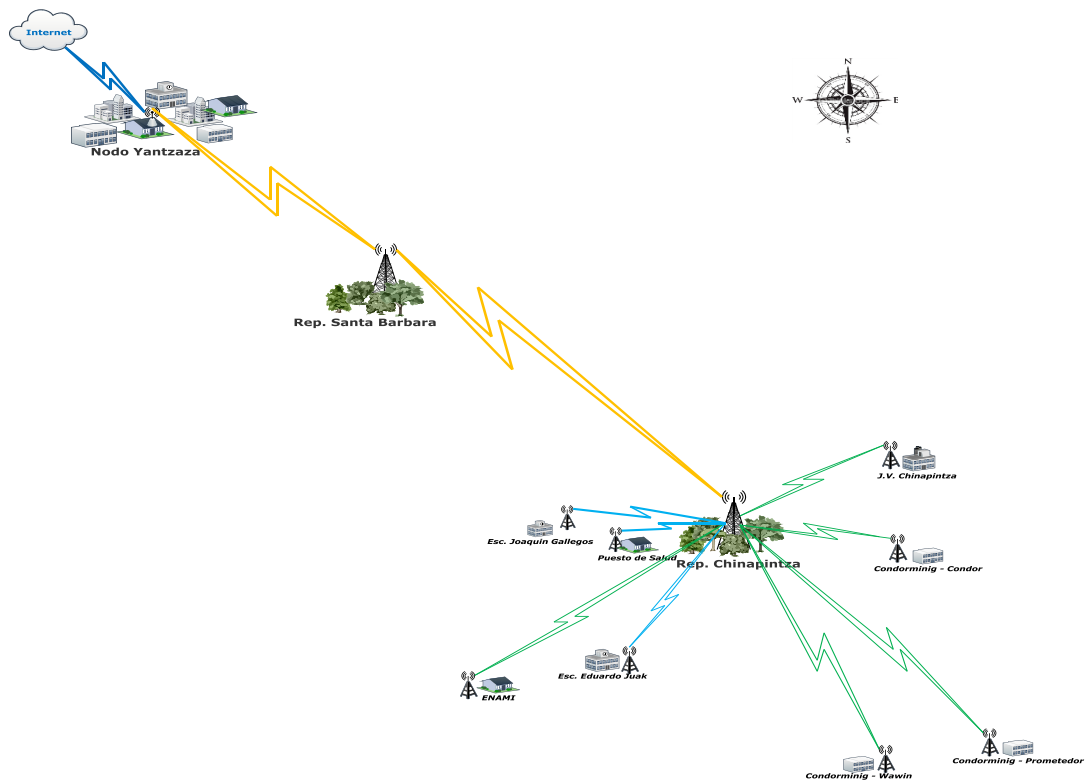 Internet
N
W E
S
Nodo Yantzaza
Rep. Santa Barbara
J.V. Chinapintza
Esc. Joaquin Gallegos
Puesto de Salud
Rep. Chinapintza
Condorminig - Condor
Esc. Eduardo Juak
ENAMI
Condorminig - Prometedor
Condorminig - Wawin